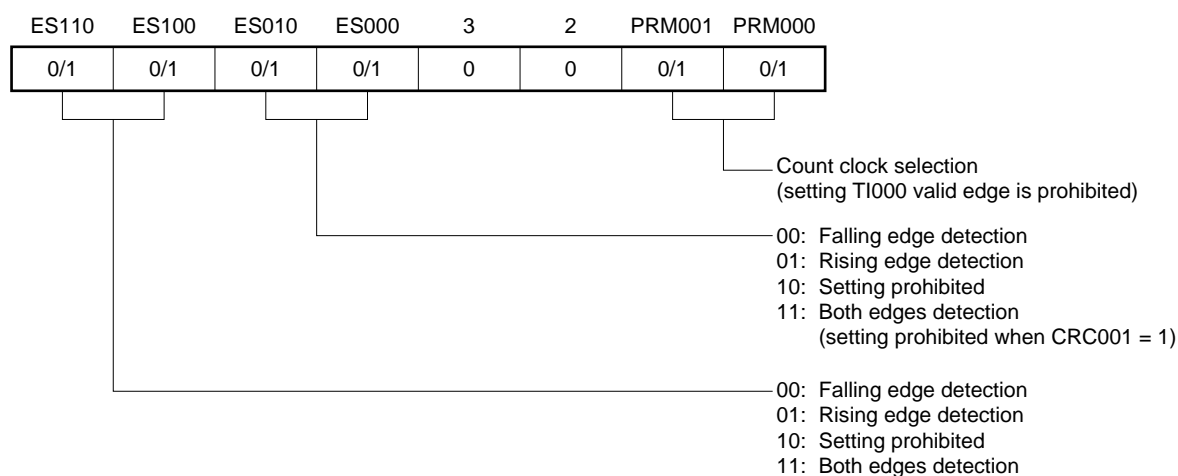 ES110 ES100 ES010 ES000 3 2 PRM001 PRM000
0/1 0/1 0/1 0/1 0 0 0/1 0/1
Count clock selection
(setting TI000 valid edge is prohibited)
00: Falling edge detection
01: Rising edge detection
10: Setting prohibited
11: Both edges detection
(setting prohibited when CRC001 = 1)
00: Falling edge detection
01: Rising edge detection
10: Setting prohibited
11: Both edges detection